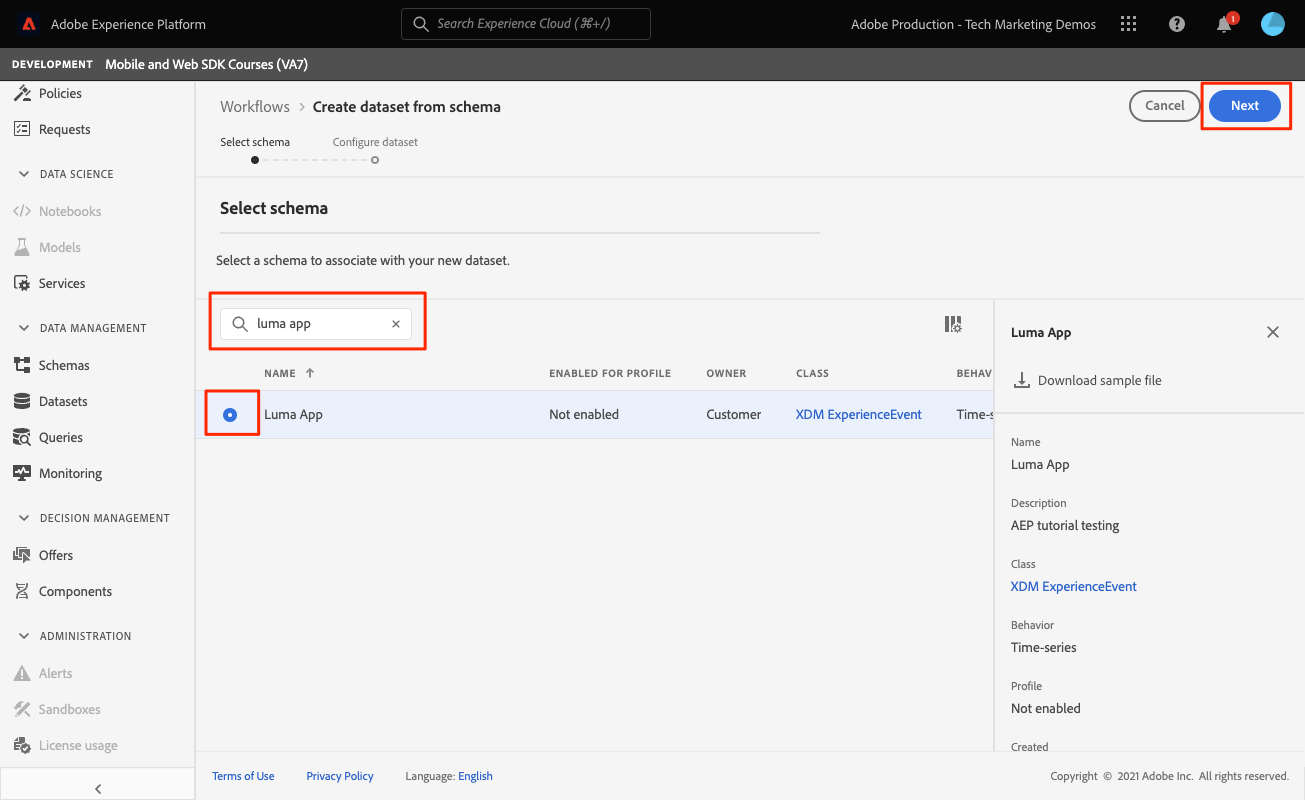 Adobe Experience Platform
Search Experience Cloud (⌘+/)
Adobe Production - Tech Marketing Demos
1
DEVELOPMENT Mobile and Web SDK Courses (VA7)
Policies
Requests
DATA SCIENCE
Notebooks
Models
Services
DATA MANAGEMENT
Schemas
Datasets
Queries
Monitoring
DECISION MANAGEMENT
Offers
Components
ADMINISTRATION
Alerts
Sandboxes
License usage
Workflows > Create dataset from schema
Cancel
Next
Select schema
Configure dataset
Select schema
Select a schema to associate with your new dataset.
luma app
NAME ↑ ENABLED FOR PROFILE OWNER CLASS BEHAV
Luma App Not enabled Customer XDM ExperienceEvent Time-s
Luma App
Download sample file
Name
Luma App
Description
AEP tutorial testing
Class
XDM ExperienceEvent
Behavior
Time-series
Profile
Not enabled
Created
Terms of Use Privacy Policy Language: English
Copyright © 2021 Adobe Inc. All rights reserved.